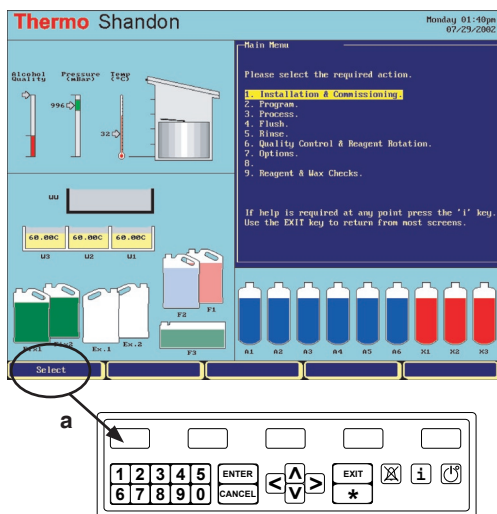 Thermo Shandon
Monday 01:40pm
07/29/2002
Alcohol Quality
Pressure (mBar)
Temp (°C)
996
32
Main Menu
Please select the required action.
1. Installation & Commissioning.
2. Program.
3. Process.
4. Flush.
5. Rinse.
6. Quality Control & Reagent Rotation.
7. Options.
8.
9. Reagent & Wax Checks.
If help is required at any point press the 'i' key.
Use the EXIT key to return from most screens.
WW
60.00C 60.00C 60.00C
W3 W2 W1
F2 F1
Ex.1 Ex.2
F3
A1 A2 A3 A4 A5 A6 X1 X2 X3
Select
a
1 2 3 4 5 ENTER EXIT i
6 7 8 9 0 CANCEL *